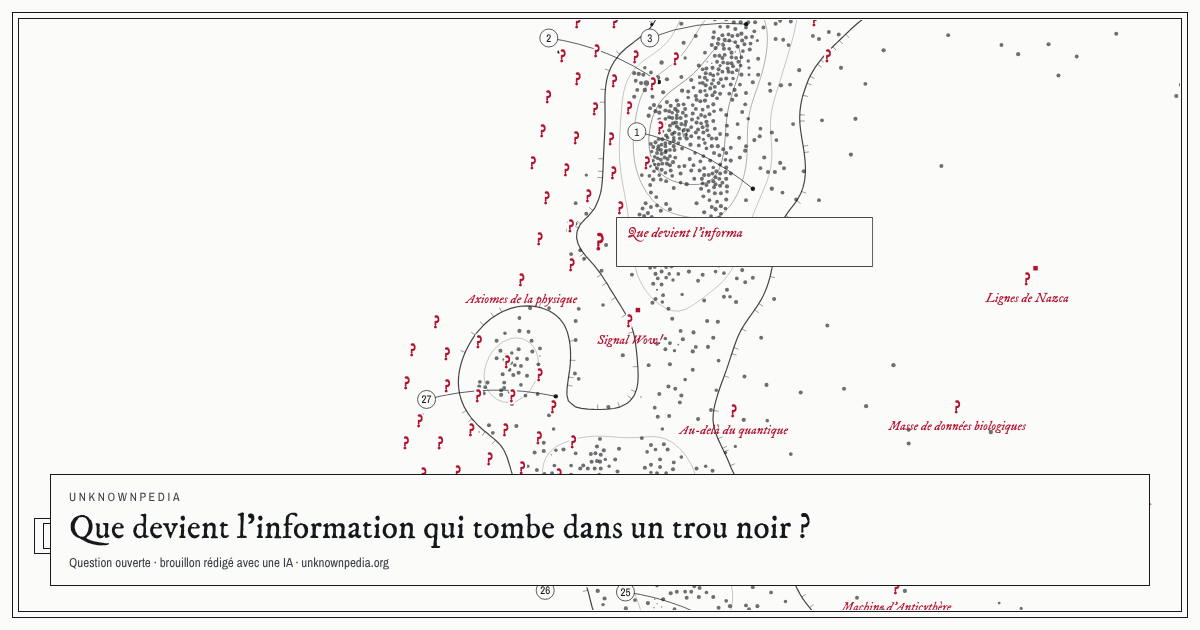 2
3
1
Que devient l'informa
Lignes de Nazca
Axiomes de la physique
Signal Wow!
27
Au-delà du quantique
Masse de données biologiques
UNKNOWNPEDIA
Que devient l'information qui tombe dans un trou noir ?
Question ouverte · brouillon rédigé avec une IA · unknownpedia.org
26
25
Machine d'Anticythère